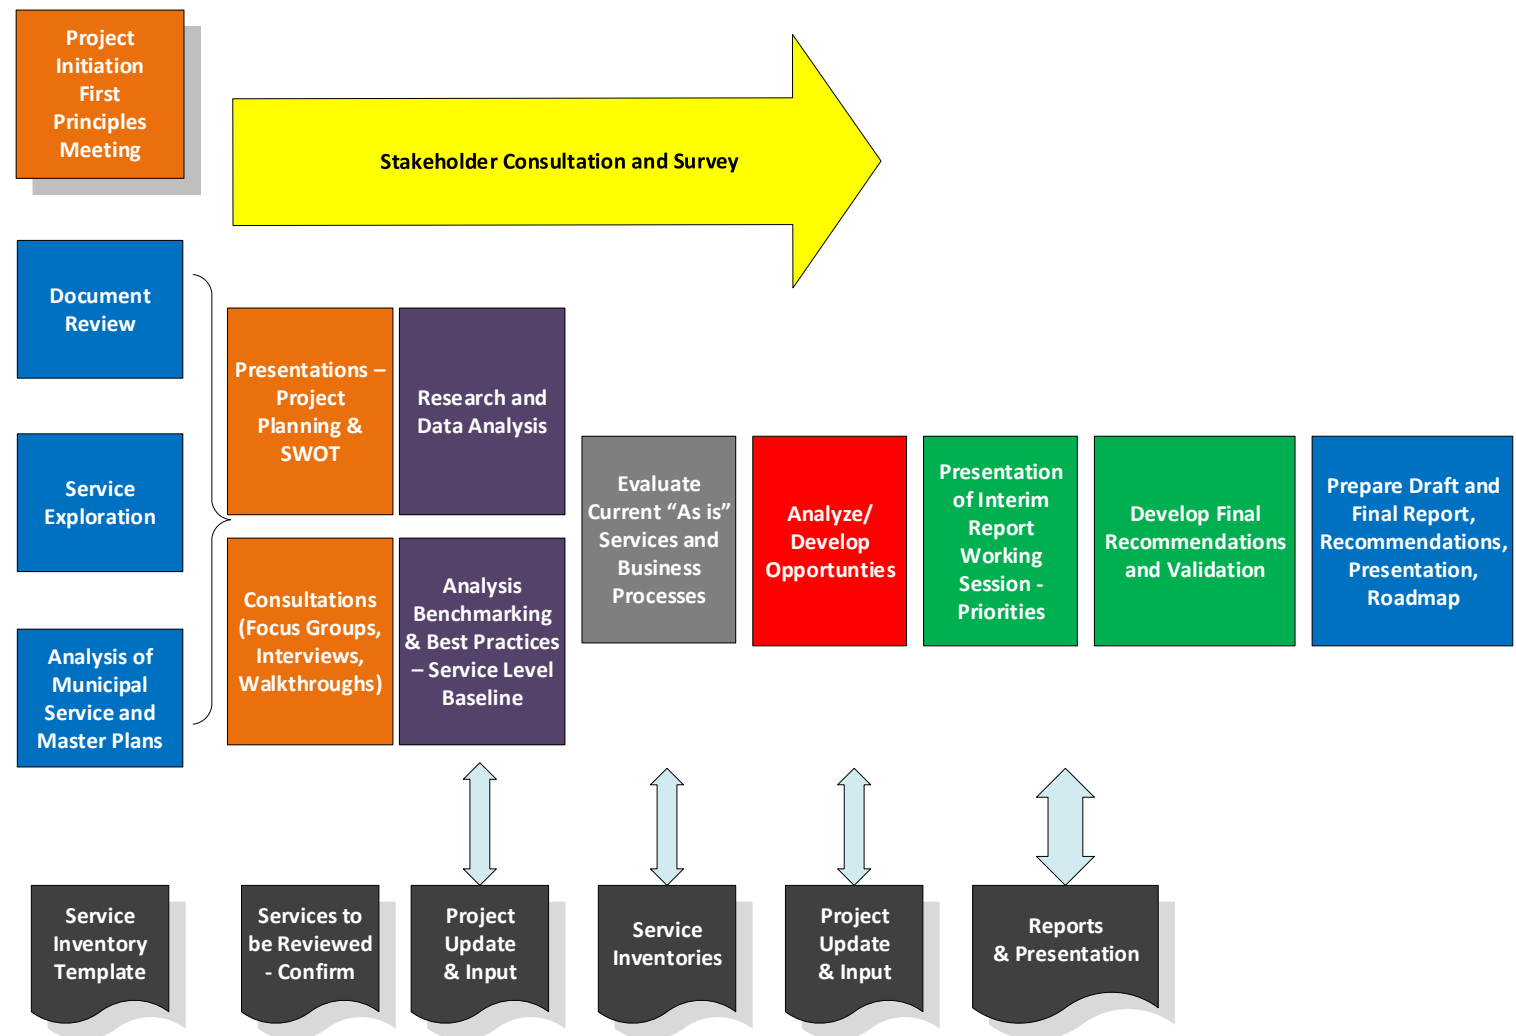 Project
Initiation
First
Principles
Meeting
Stakeholder Consultation and Survey
Document
Review
Service
Exploration
Analysis of
Municipal
Service and
Master Plans
Presentations –
Project
Planning &
SWOT
Research and
Data Analysis
Consultations
(Focus Groups,
Interviews,
Walkthroughs)
Analysis
Benchmarking
& Best Practices
– Service Level
Baseline
Evaluate
Current “As is”
Services and
Business
Processes
Analyze/
Develop
Opportunties
Presentation
of Interim
Report
Working
Session -
Priorities
Develop Final
Recommendations
and Validation
Prepare Draft and
Final Report,
Recommendations,
Presentation,
Roadmap
Service
Inventory
Template
Services to
be Reviewed
- Confirm
Project
Update
& Input
Service
Inventories
Project
Update
& Input
Reports
& Presentation